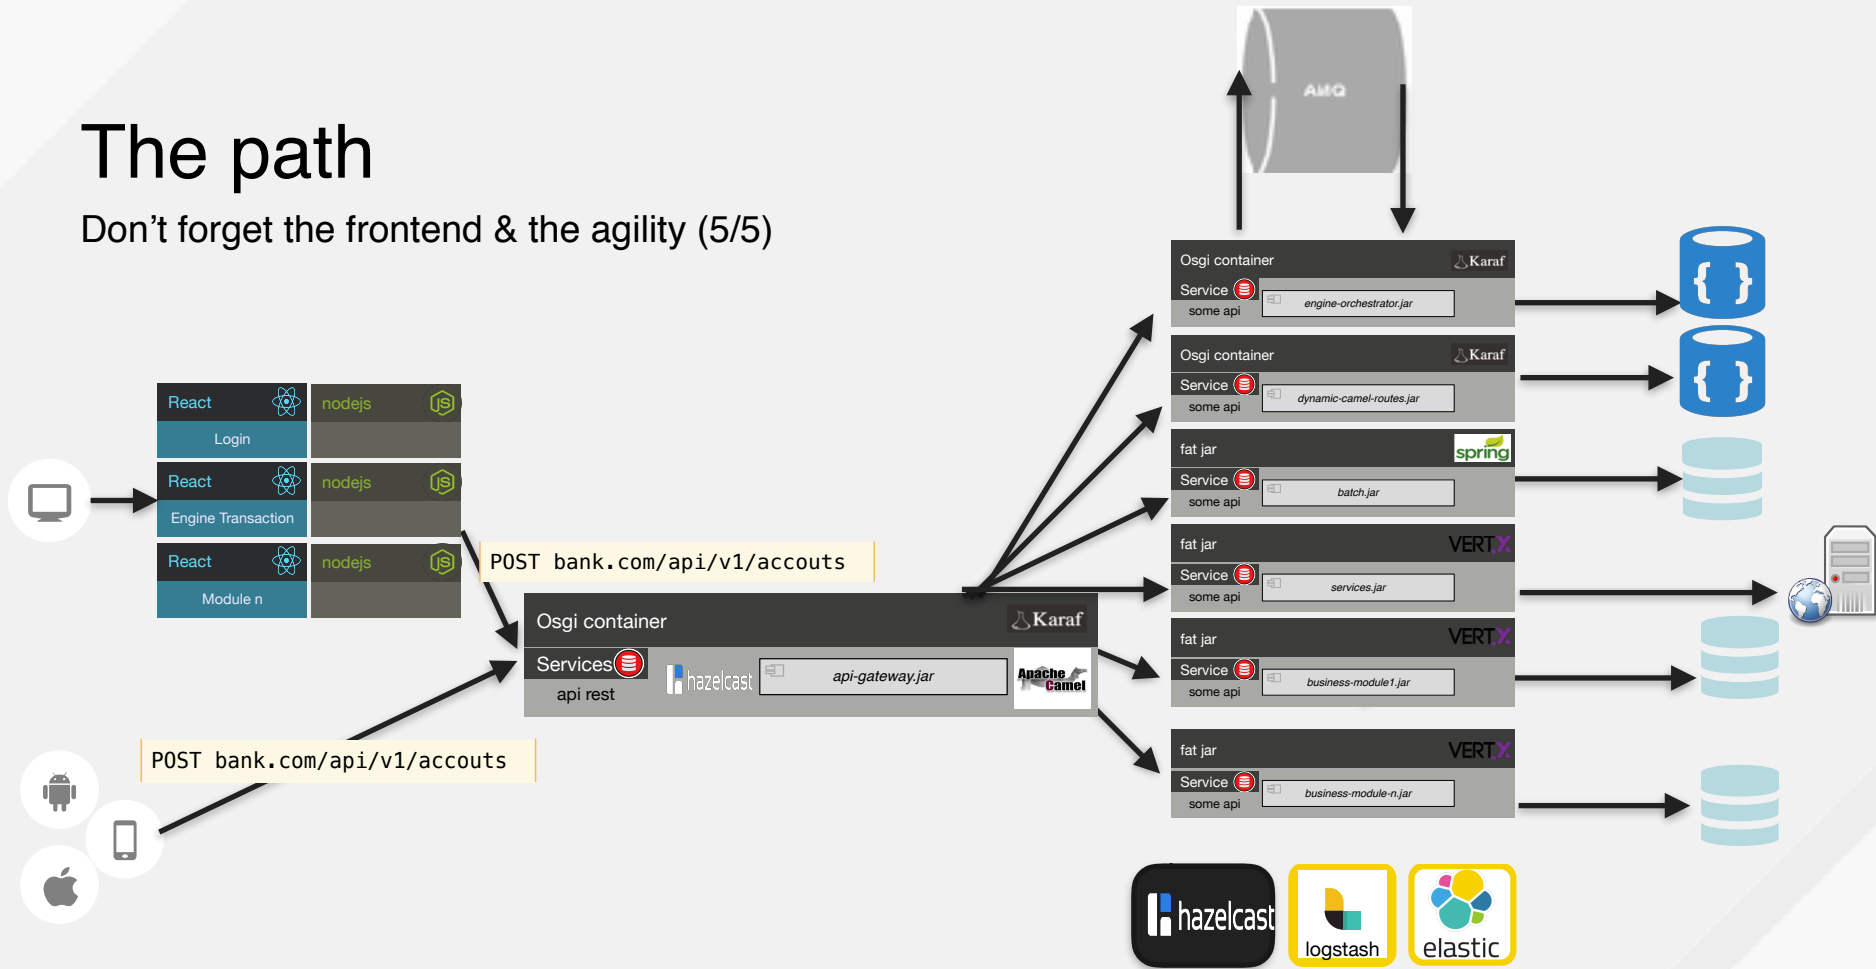 The path
Don't forget the frontend & the agility (5/5)
AMQ
React
nodejs
JS
Login
React
nodejs
JS
Engine Transaction
React
nodejs
JS
Module n
POST bank.com/api/v1/accouts
Osgi container
Karaf
Services
api rest
hazelcast
api-gateway.jar
Apache
Camel
POST bank.com/api/v1/accouts
Osgi container
Karaf
Service
some api
engine-orchestrator.jar
{ }
Osgi container
Karaf
Service
some api
dynamic-camel-routes.jar
{ }
fat jar
spring
Service
some api
batch.jar
fat jar
VERT.X
Service
some api
services.jar
fat jar
VERT.X
Service
some api
business-module1.jar
fat jar
VERT.X
Service
some api
business-module-n.jar
hazelcast
logstash
elastic